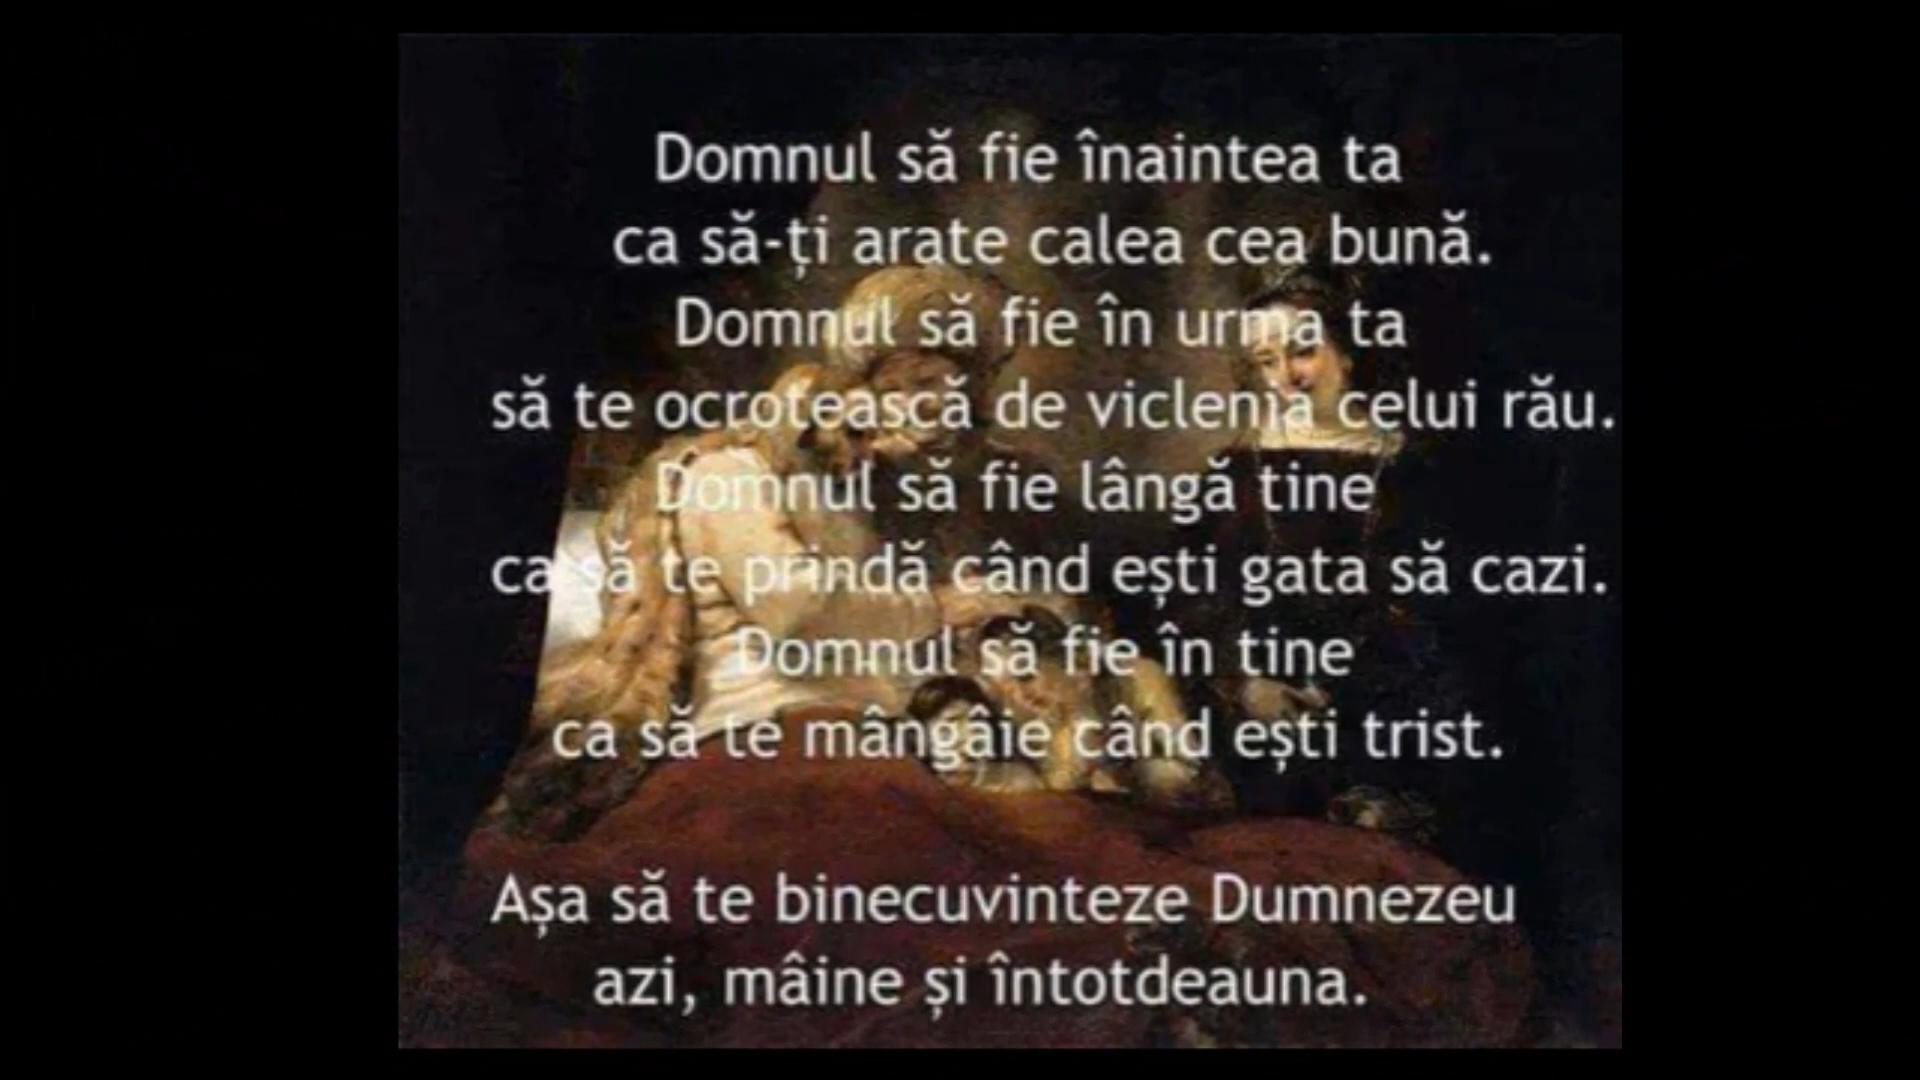 Domnul să fie înaintea ta
ca să-ți arate calea cea bună.
Domnul să fie în urma ta
să te ocrotească de viclenia celui rău.
Domnul să fie lângă tine
ca să te prindă când ești gata să cazi.
Domnul să fie în tine
ca să te mângâie când ești trist.
Așa să te binecuvinteze Dumnezeu
azi, mâine și întotdeauna.